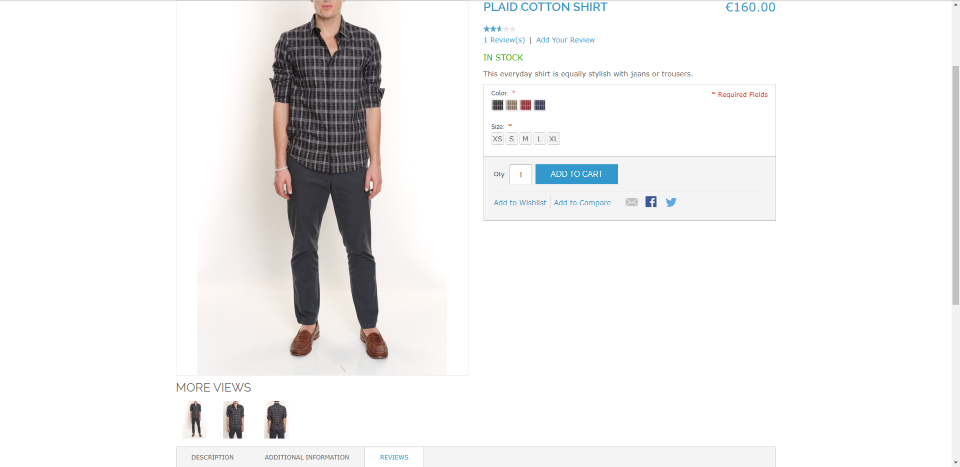 PLAID COTTON SHIRT
€160.00
1 Review(s) | Add Your Review
IN STOCK
This everyday shirt is equally stylish with jeans or trousers.
Color: *
* Required Fields
Size: *
XS S M L XL
Qty 1 ADD TO CART
Add to Wishlist Add to Compare
MORE VIEWS
DESCRIPTION ADDITIONAL INFORMATION REVIEWS